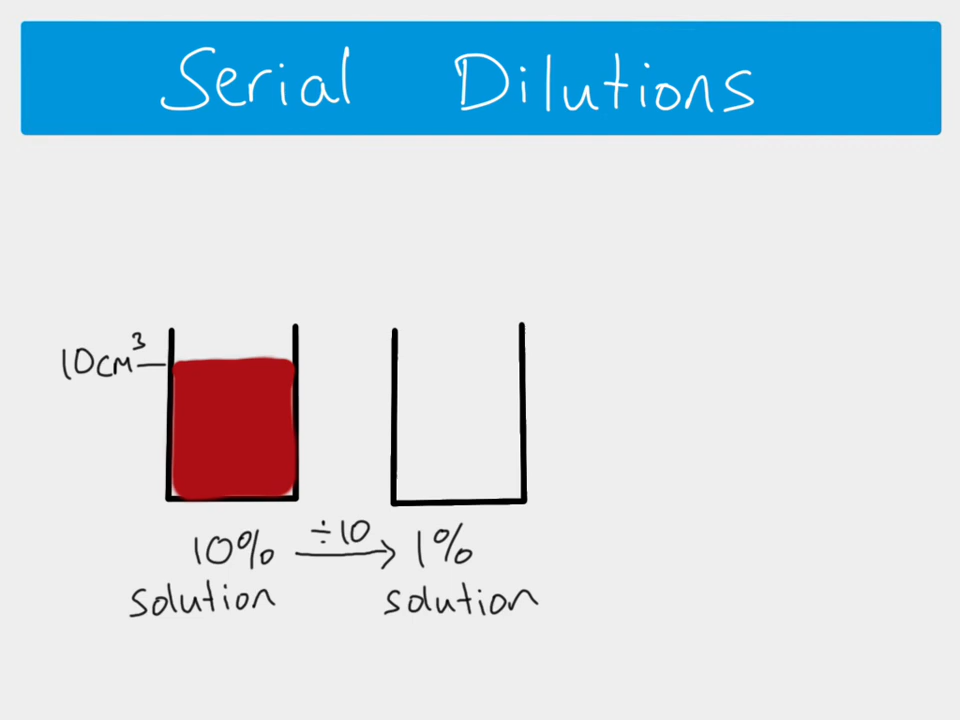 Serial Dilutions
10cm³
÷10
10% → 1%
solution solution